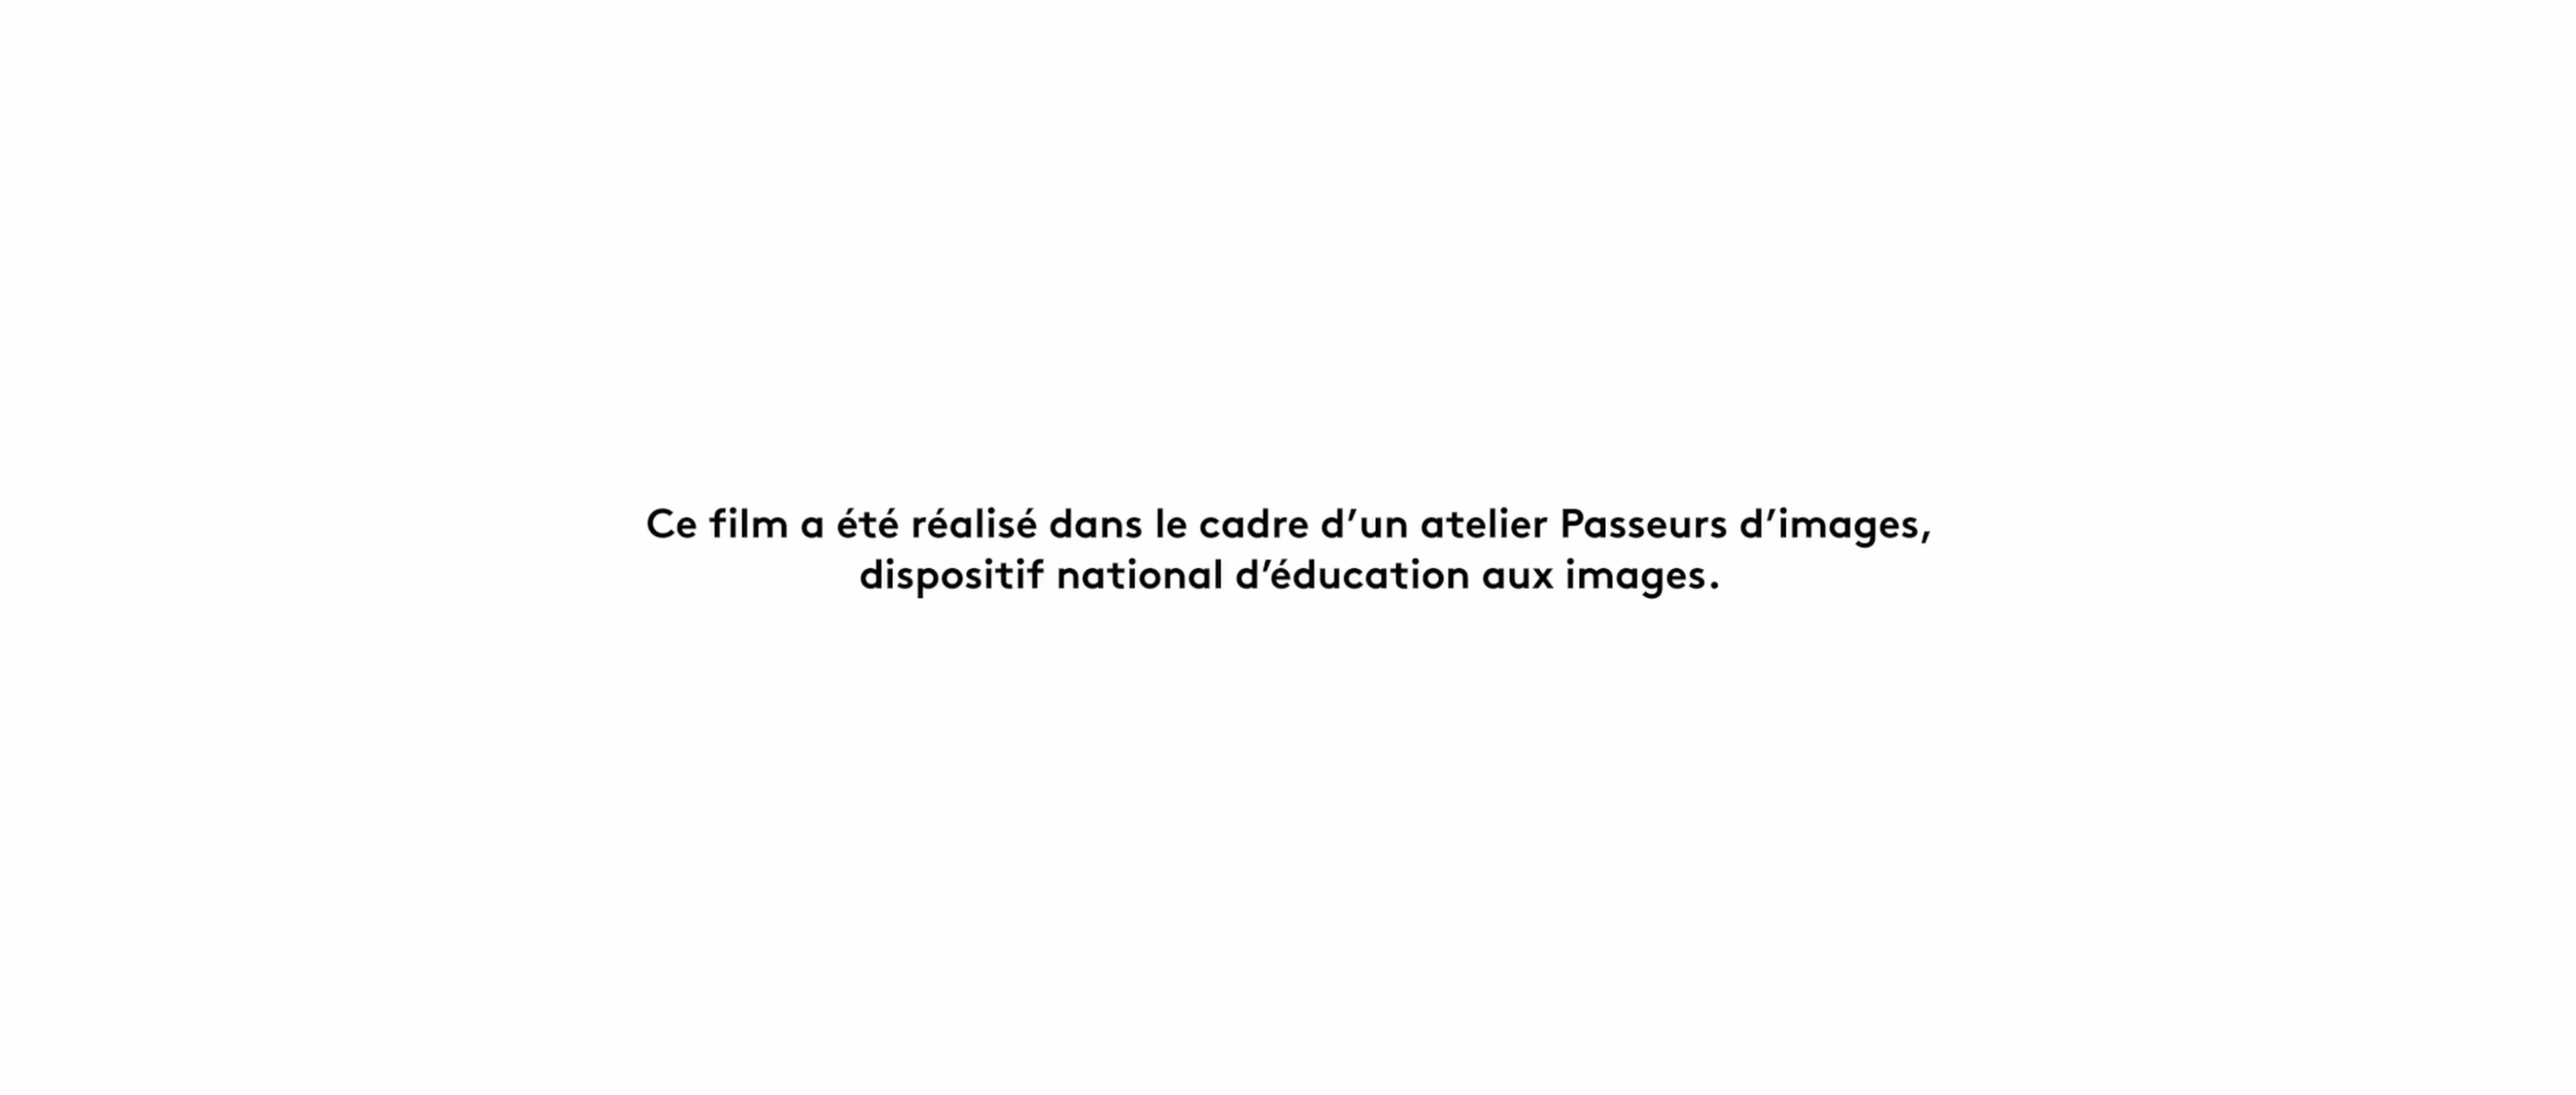 Ce film a été réalisé dans le cadre d’un atelier Passeurs d’images,
dispositif national d’éducation aux images.